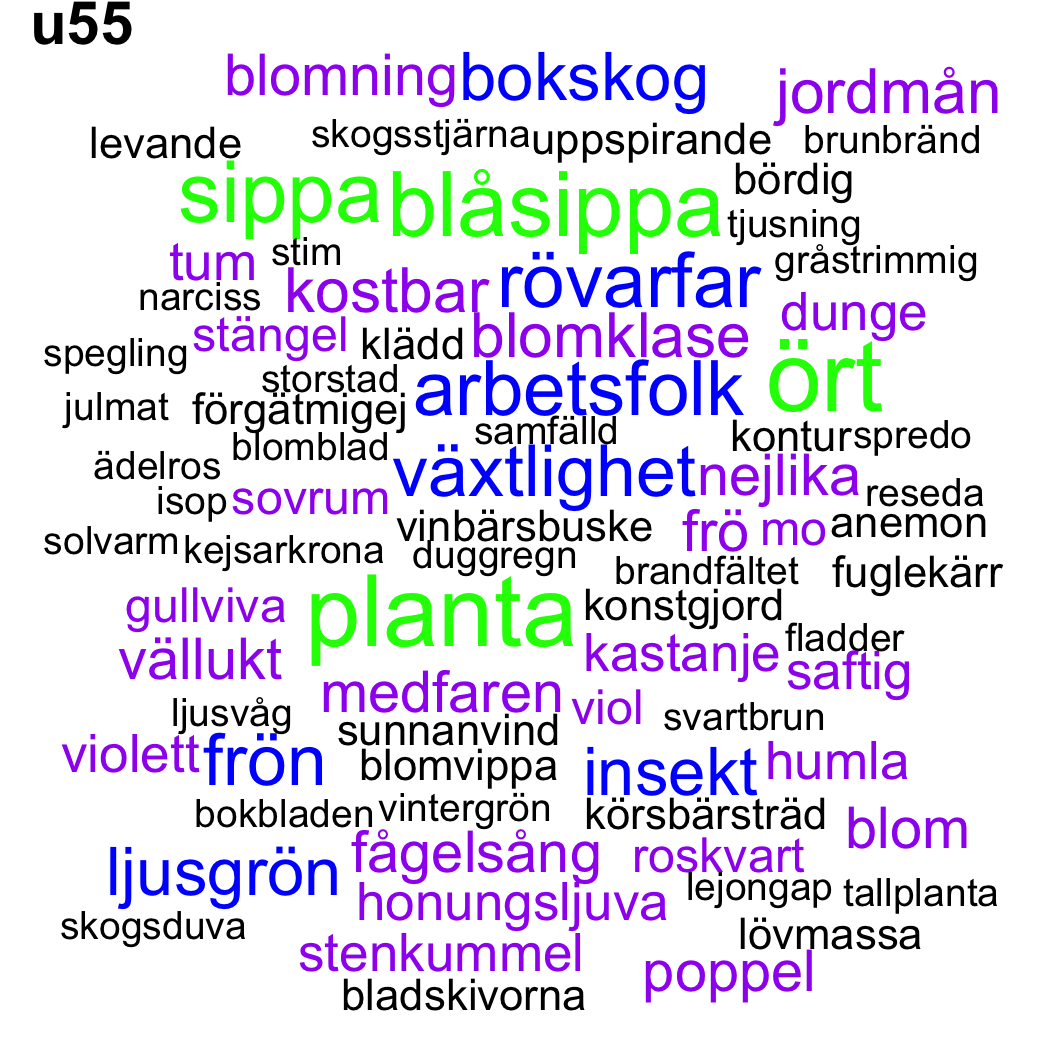 u55
blomning bokskog jordmån
levande skogsstjärna uppspirande brunbränd
sippa blåsippa bördig
tjusning
tum stim gråstrimmig
narciss kostbar rövarfar dunge
spegling stängel klädd blomklase
storstad arbetsfolk ört
julmat förgätmigej
blomblad samfälld kontur spredo
ädelros växtlighet nejlika
isop sovrum reseda
solvarm kejsarkrona vinbärsbuske frö mo anemon
duggregn brandfältet fuglekärr
gullviva planta konstgjord
vällukt kastanje fladder
saftig
medfaren viol
ljusvåg sunnanvind svartbrun
violett frön blomvippa insekt humla
bokbladen vintergrön körsbärsträd blom
ljusgrön fågelsång roskvart
honungsljuva lejongap tallplanta
skogsduva lövmassa
stenkummel poppel
bladskivorna